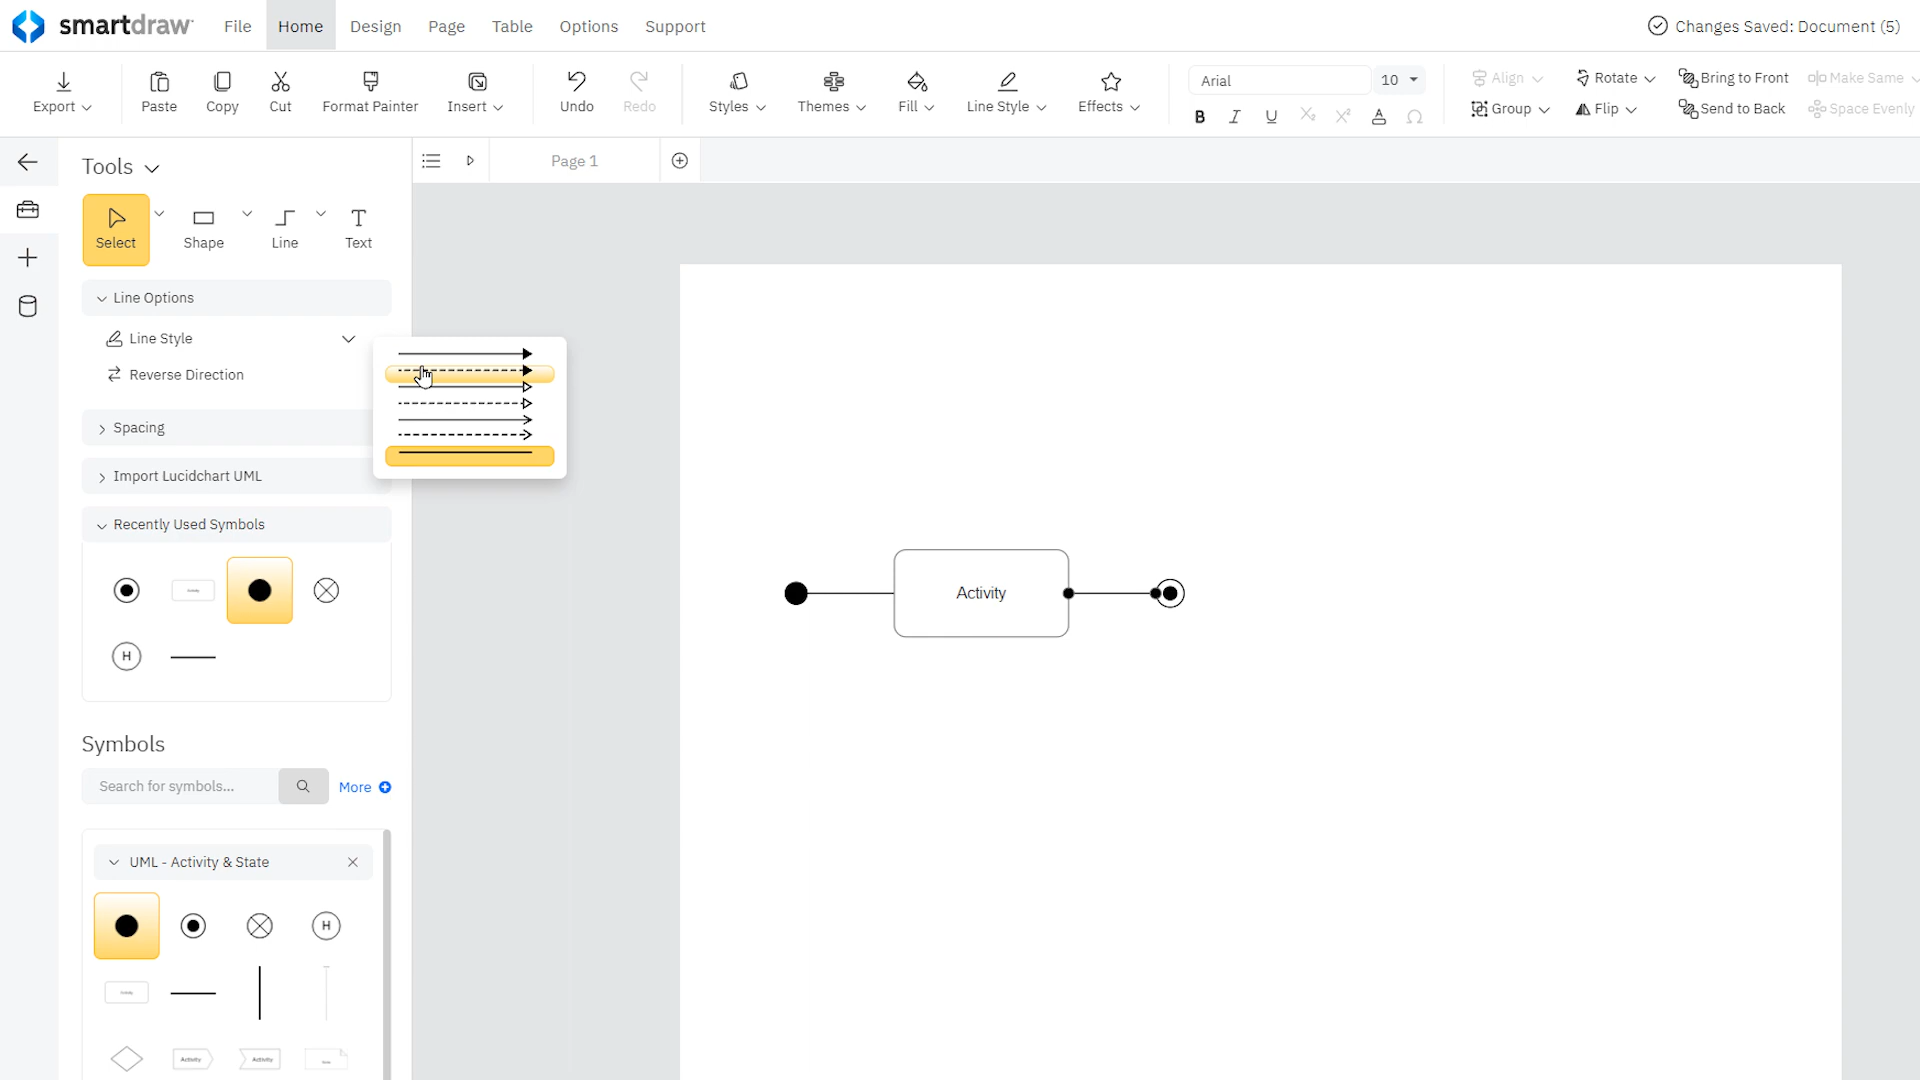 smartdraw
File
Home
Design
Page
Table
Options
Support
Changes Saved: Document (5)
Export
Paste
Copy
Cut
Format Painter
Insert
Undo
Redo
Styles
Themes
Fill
Line Style
Effects
Arial
10
B
I
U
Align
Group
Rotate
Flip
Bring to Front
Send to Back
Make Same
Space Evenly
Tools
Select
Shape
Line
Text
Page 1
Line Options
Line Style
Reverse Direction
Spacing
Import Lucidchart UML
Recently Used Symbols
H
Activity
Symbols
Search for symbols...
More
UML - Activity & State
H
Activity
Activity